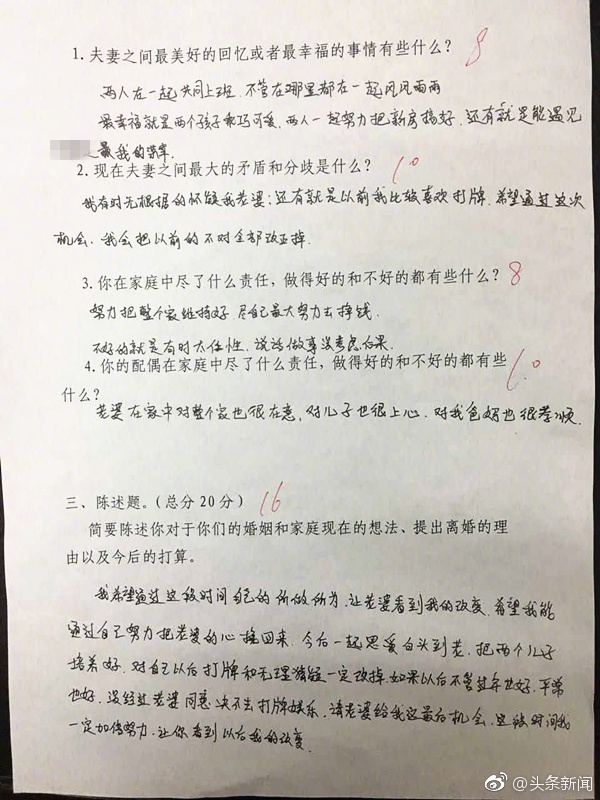 1. 夫妻之间最美好的回忆或者最幸福的事情有些什么？ 8
两人在一起共同上班，不管在哪里都在一起风风雨雨
最幸福就是两个孩子乖巧可爱，两人一起努力把新房搞好，还有就是能遇见
是我的幸福
2. 现在夫妻之间最大的矛盾和分歧是什么？ 10
我有时无根据的怀疑我老婆；还有就是以前我比较喜欢打牌，希望通过这次
机会，我会把以前的不对全部改正掉.
3. 你在家庭中尽了什么责任，做得好的和不好的都有些什么？ 8
努力把整个家维持好，尽自己最大努力去挣钱
不好的就是有时太任性，说话做事没考虑后果.
4. 你的配偶在家庭中尽了什么责任，做得好的和不好的都有些 10
什么？
老婆在家中对整个家也很在意，对儿子也很上心，对我爸妈也很孝顺.
三、陈述题。（总分 20 分） 16
简要陈述你对于你们的婚姻和家庭现在的想法、提出离婚的理
由以及今后的打算。
我希望通过这段时间自己的所做所为，让老婆看到我的改变，希望我能
通过自己努力把老婆的心挽回来，今后一起恩爱白头到老，把两个儿子
培养好，对自己以后打牌和无理猜疑一定改掉，如果以后不管过年也好，平常
也好，没经过老婆同意决不去打牌娱乐，请老婆给我这最后机会，这段时间我
一定加倍努力，让你看到以后我的改变.
@头条新闻